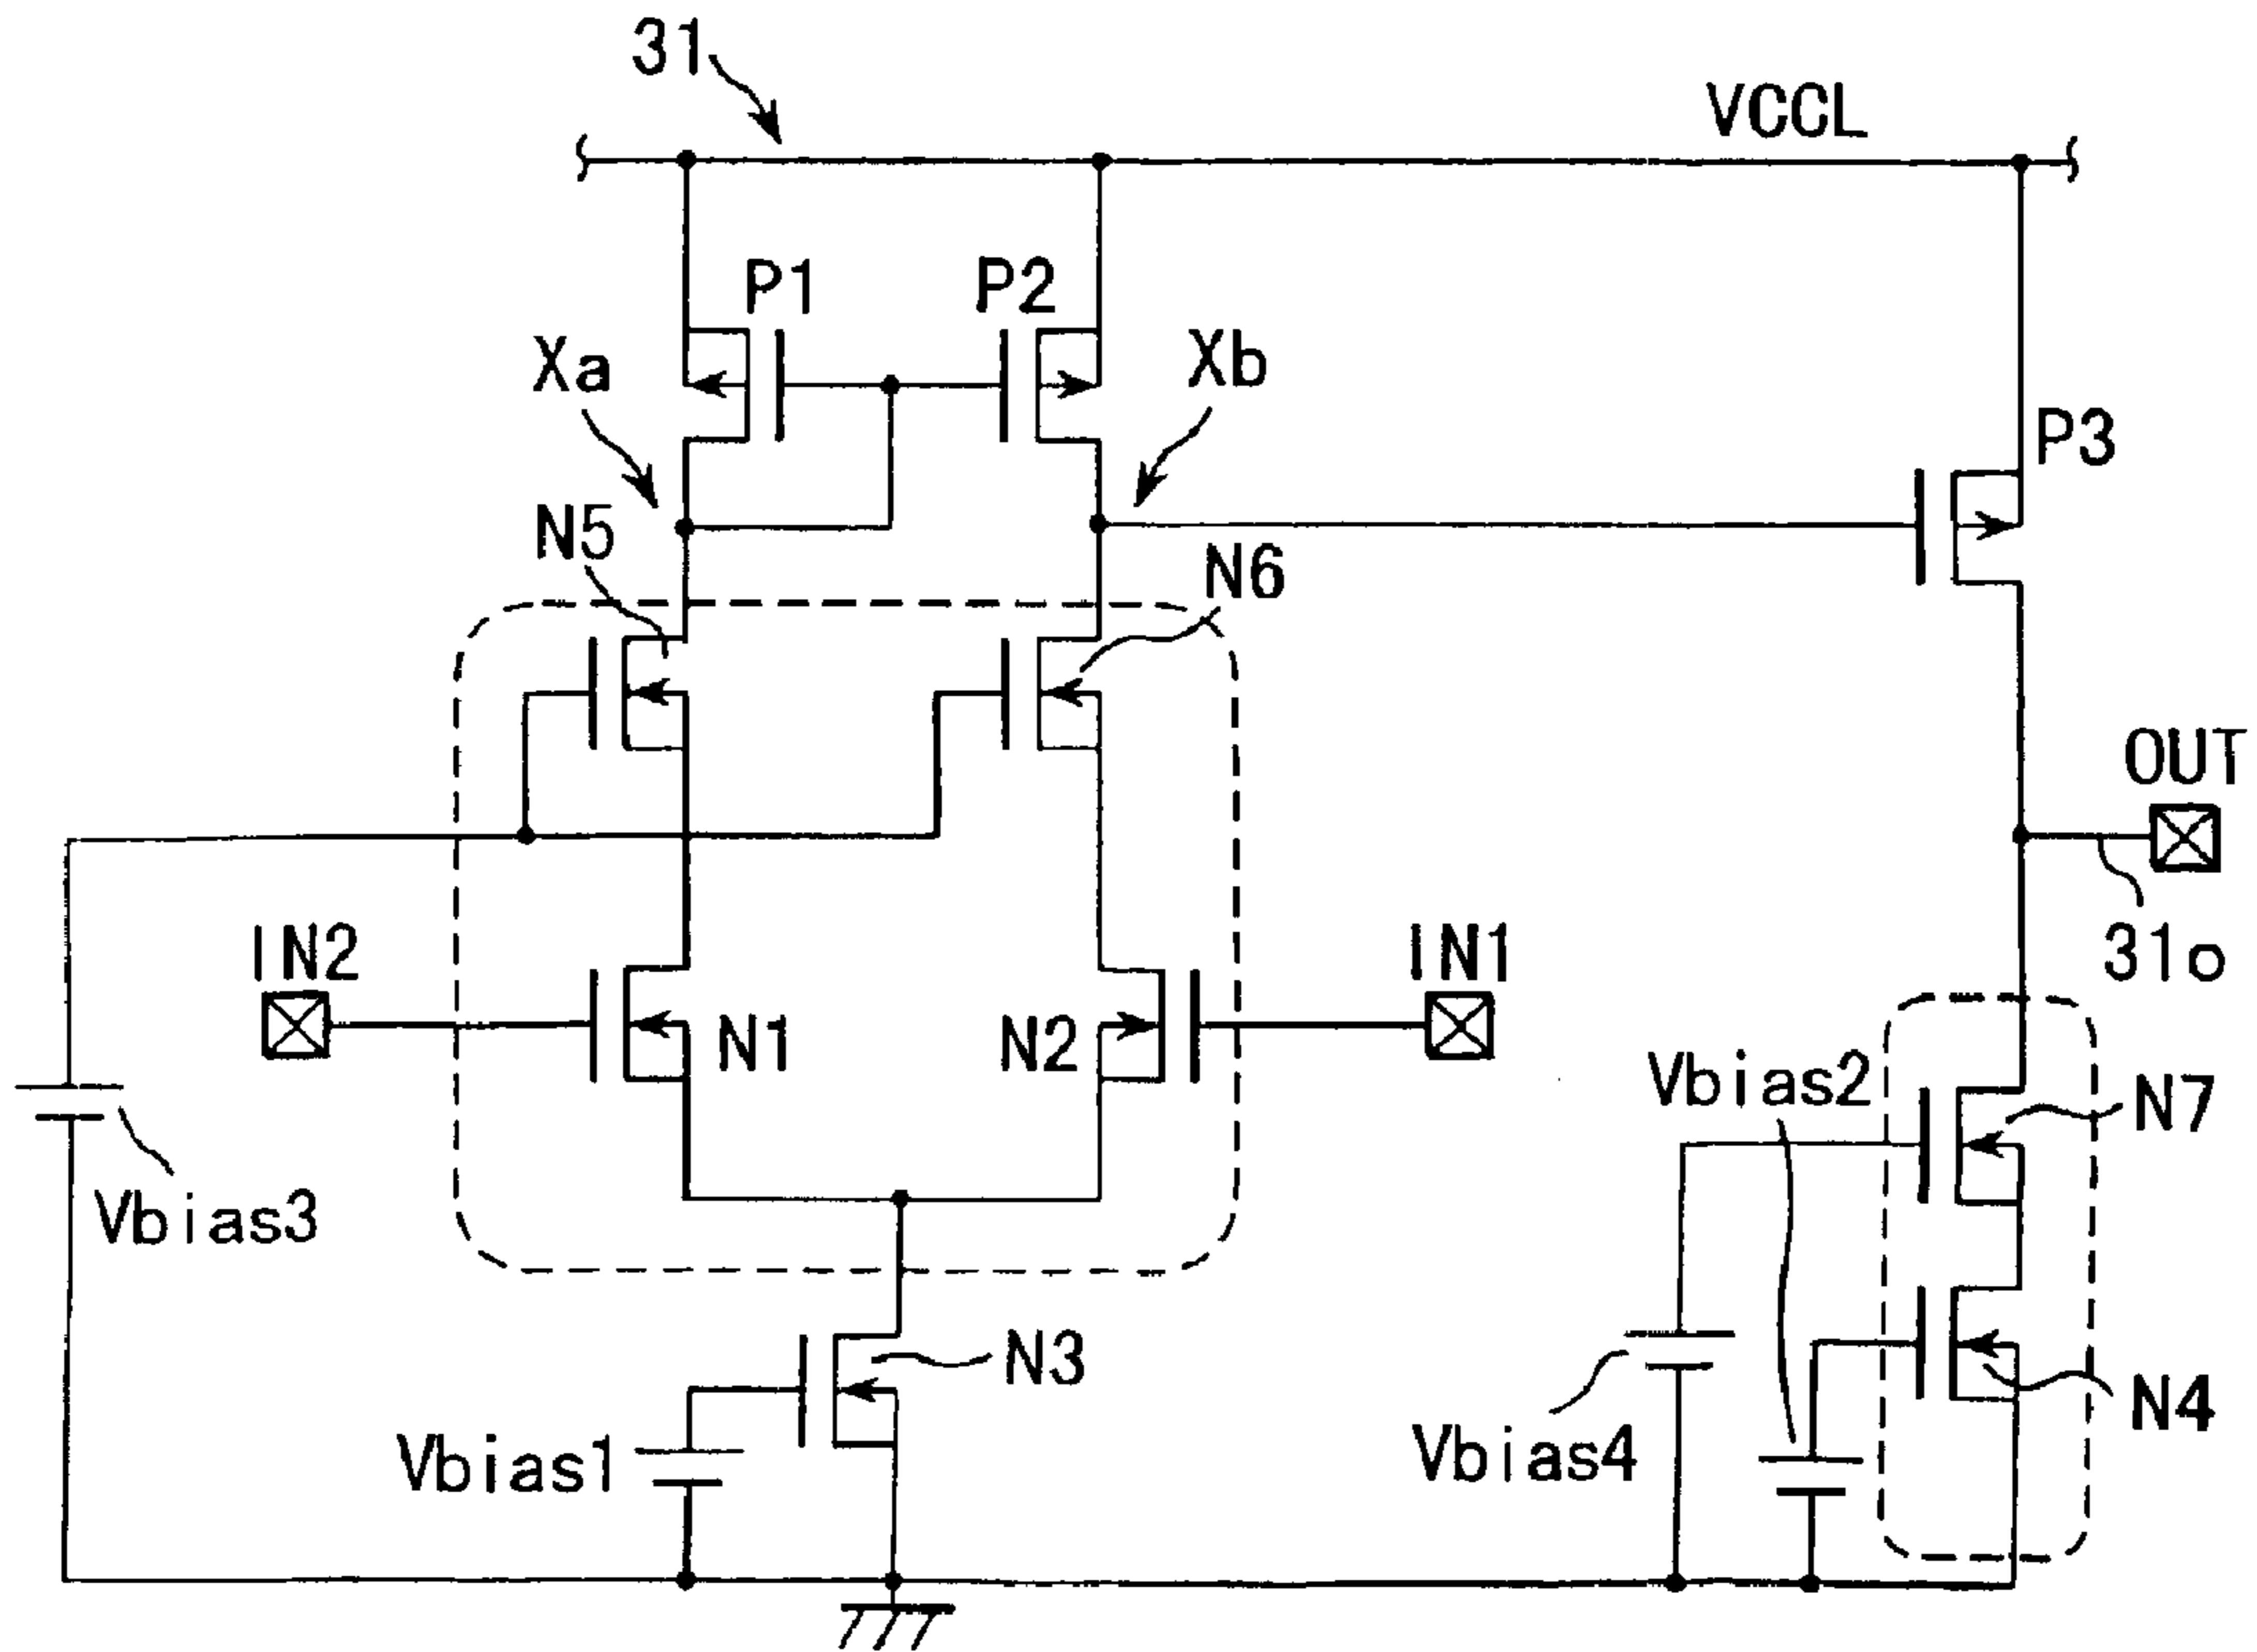 31
VCCL
P1
P2
Xa
Xb
P3
N5
N6
OUT
IN2
IN1
31o
N1
N2
Vbias2
N7
Vbias3
N3
N4
Vbias1
Vbias4